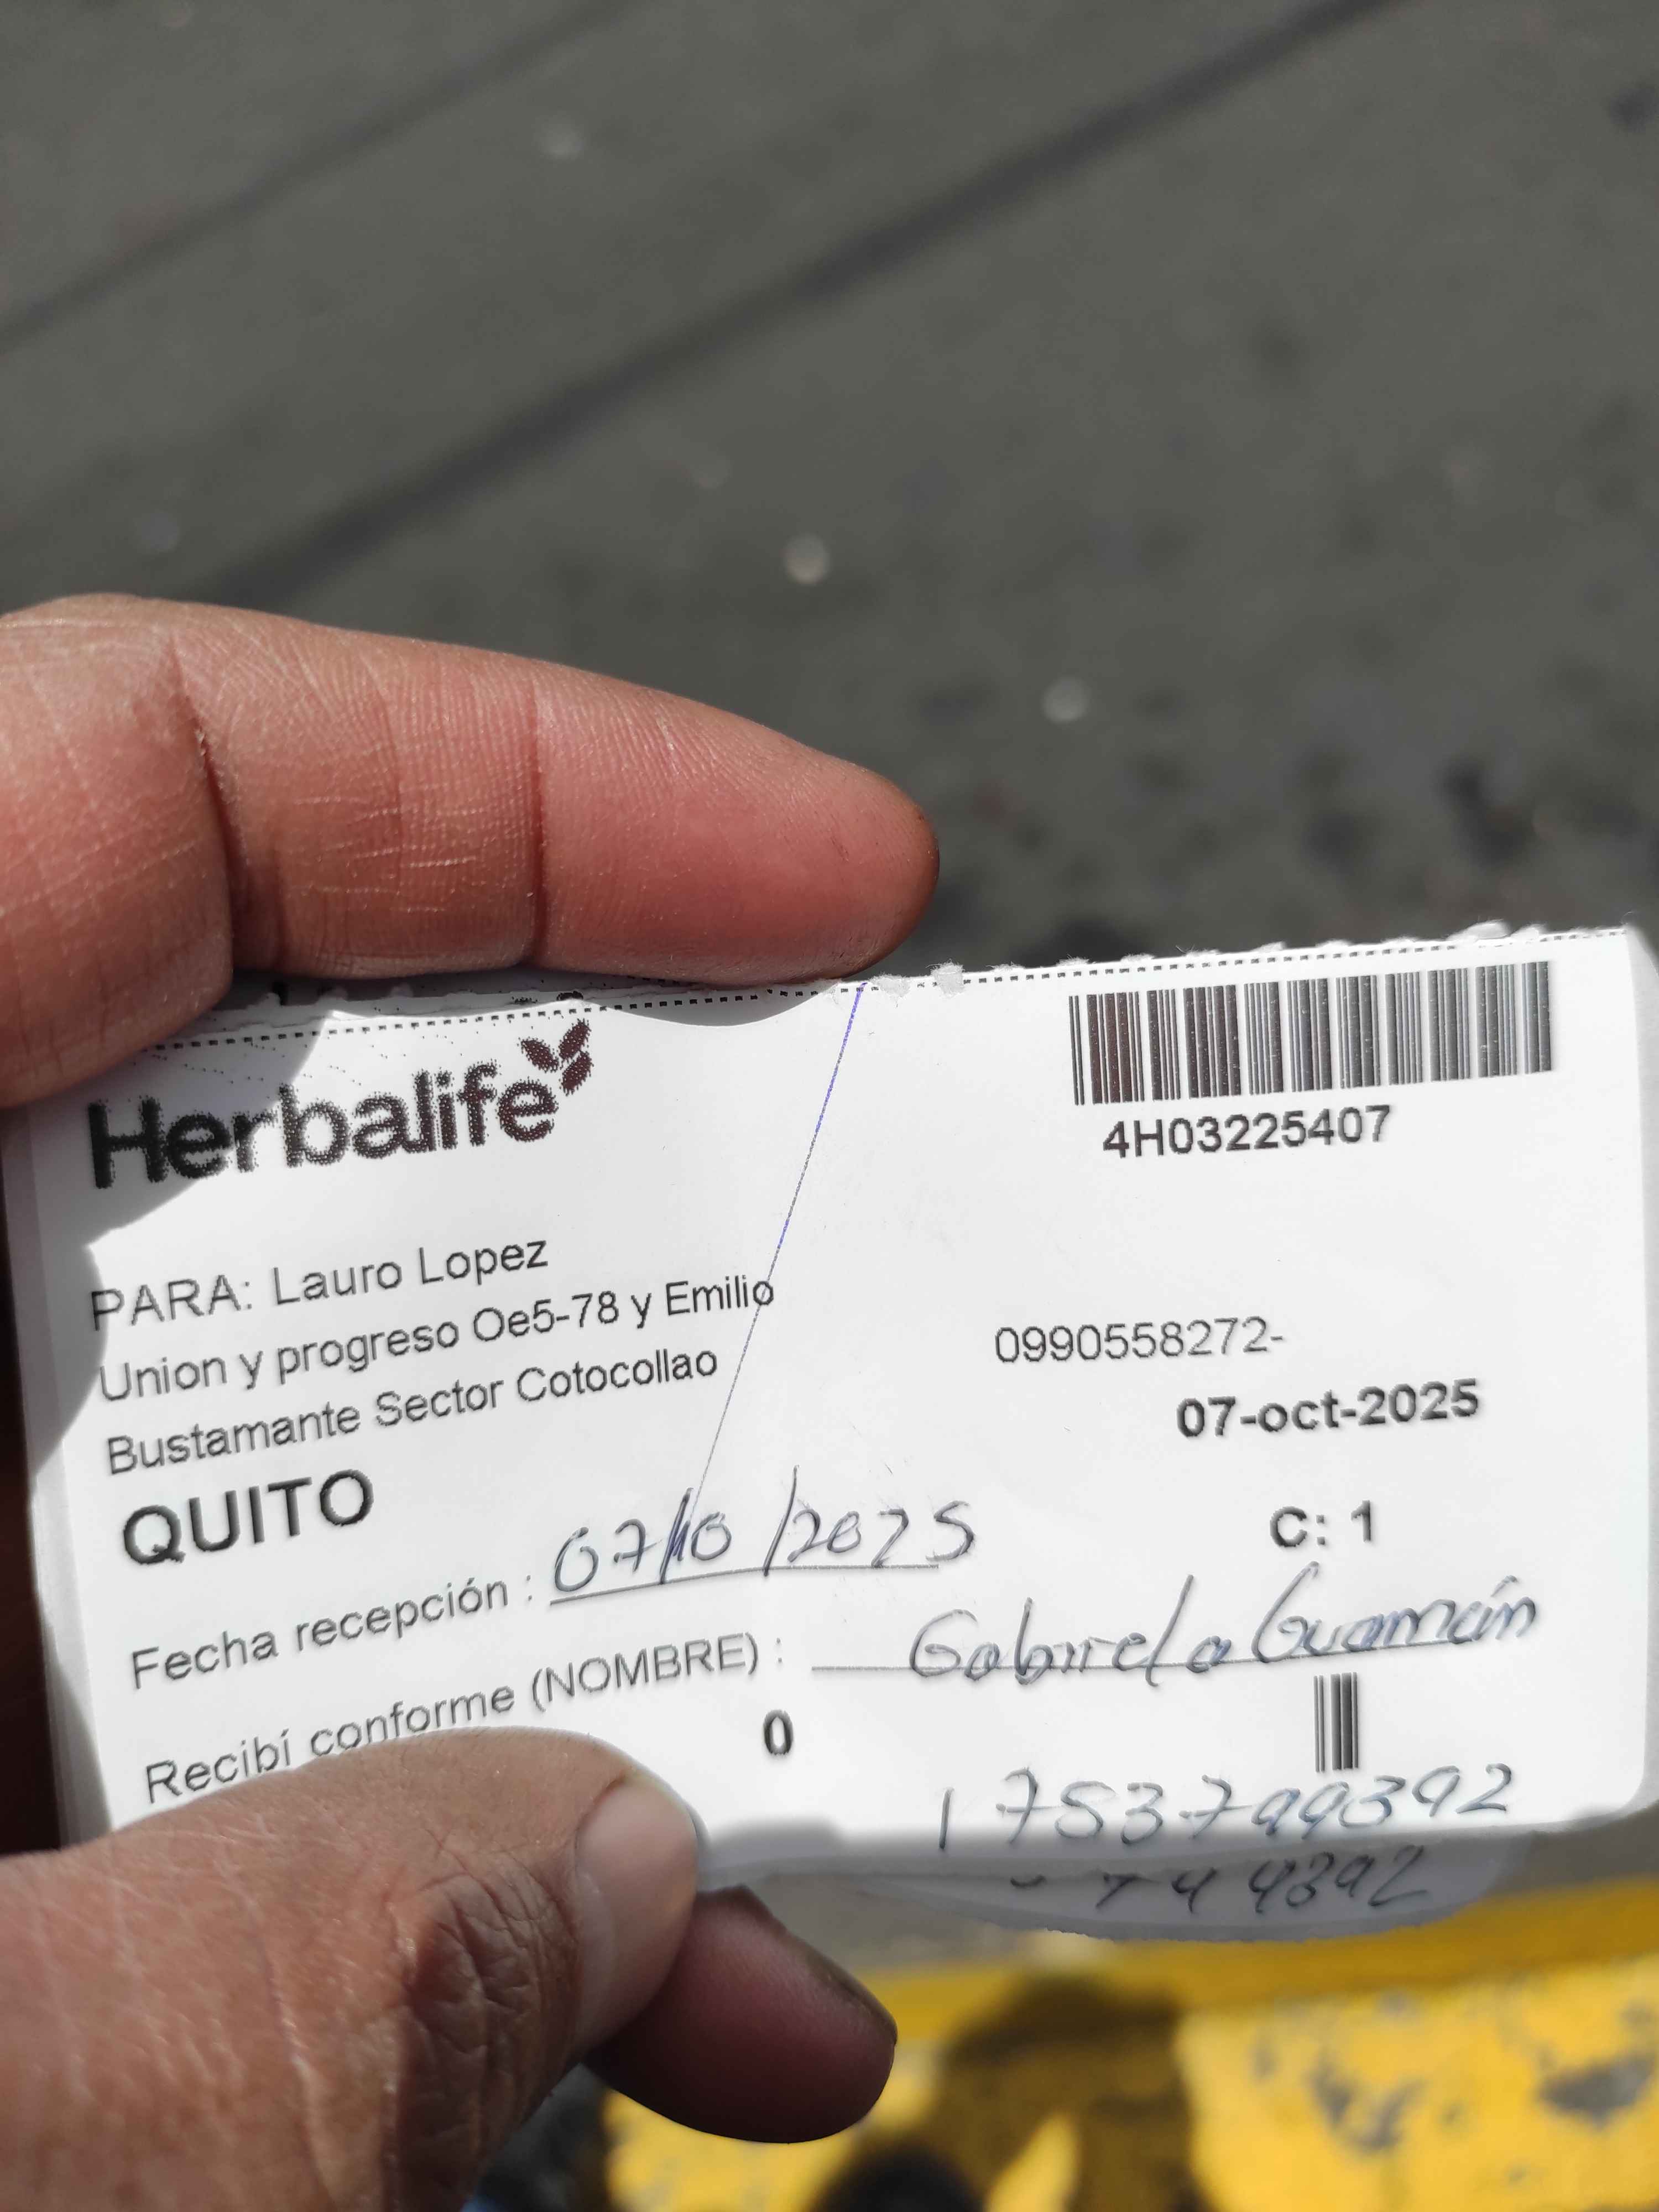 Herbalife
4H03225407
PARA: Lauro Lopez
Union y progreso Oe5-78 y Emilio
Bustamante Sector Cotocollao
0990558272-
07-oct-2025
QUITO
C: 1
Fecha recepción : 07/10/2025
Recibí conforme (NOMBRE) : Gabriela Guamán
0
1753799392